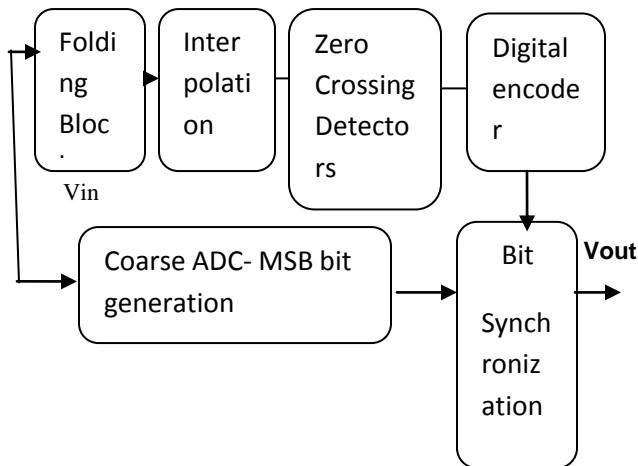 Foldi
ng
Bloc
Inter
polati
on
Zero
Crossing
Detecto
rs
Digital
encode
r
Vin
Coarse ADC- MSB bit
generation
Bit
Synchr
roniz
ation
Vout